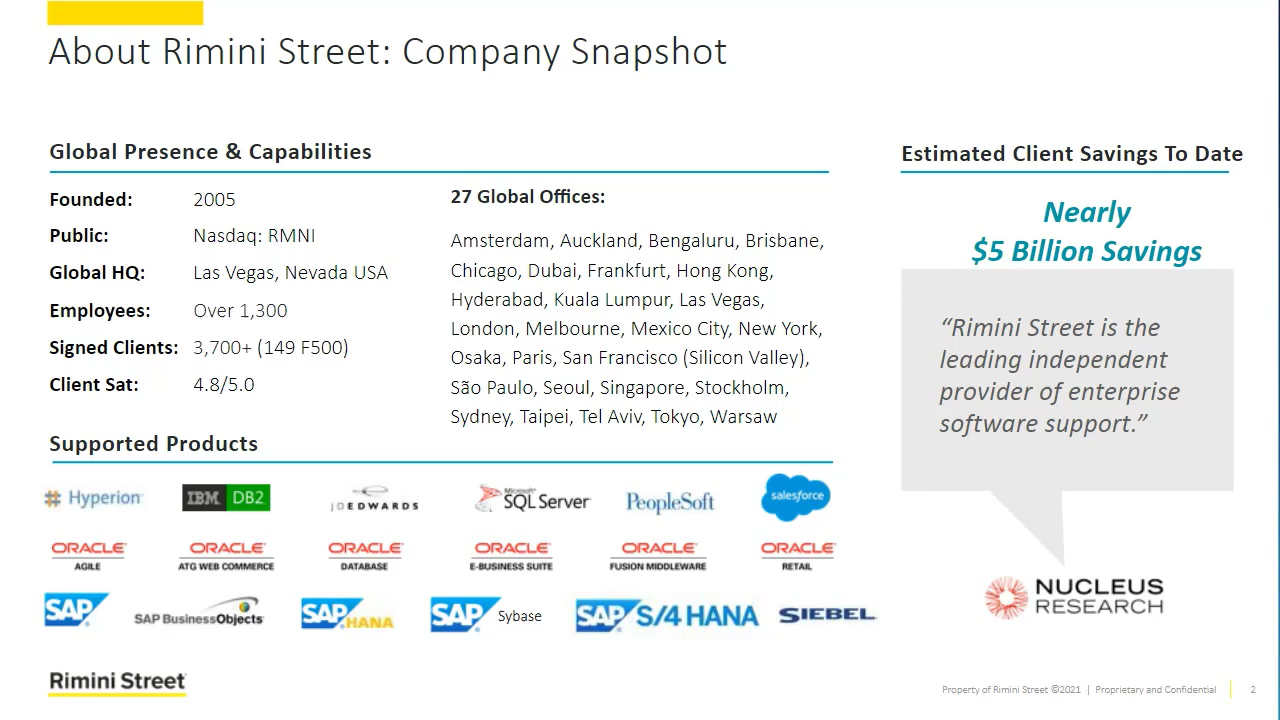 About Rimini Street: Company Snapshot
Global Presence & Capabilities
Founded: 2005
Public: Nasdaq: RMNI
Global HQ: Las Vegas, Nevada USA
Employees: Over 1,300
Signed Clients: 3,700+ (149 F500)
Client Sat: 4.8/5.0
27 Global Offices:
Amsterdam, Auckland, Bengaluru, Brisbane,
Chicago, Dubai, Frankfurt, Hong Kong,
Hyderabad, Kuala Lumpur, Las Vegas,
London, Melbourne, Mexico City, New York,
Osaka, Paris, San Francisco (Silicon Valley),
São Paulo, Seoul, Singapore, Stockholm,
Sydney, Taipei, Tel Aviv, Tokyo, Warsaw
Estimated Client Savings To Date
Nearly
$5 Billion Savings
“Rimini Street is the
leading independent
provider of enterprise
software support.”
NUCLEUS
RESEARCH
Supported Products
Hyperion
IBM DB2
JDEDWARDS
Microsoft
SQL Server
PeopleSoft
salesforce
ORACLE
AGILE
ORACLE
ATG WEB COMMERCE
ORACLE
DATABASE
ORACLE
E-BUSINESS SUITE
ORACLE
FUSION MIDDLEWARE
ORACLE
RETAIL
SAP
SAP BusinessObjects
SAP HANA
SAP Sybase
SAP S/4HANA
SIEBEL
Rimini Street
Property of Rimini Street ©2021 | Proprietary and Confidential
2